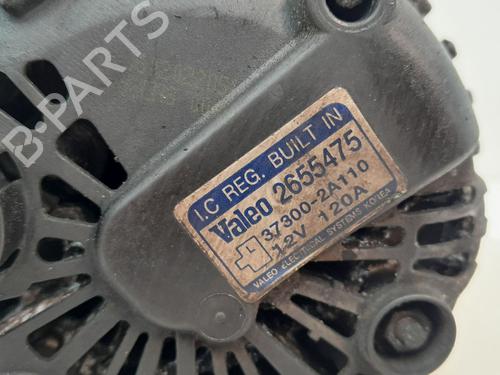 B-PARTS
I.C REG. BUILT IN
Valeo 2655475
37300-2A110
12V 120A
VALEO ELECTRICAL SYSTEMS KOREA